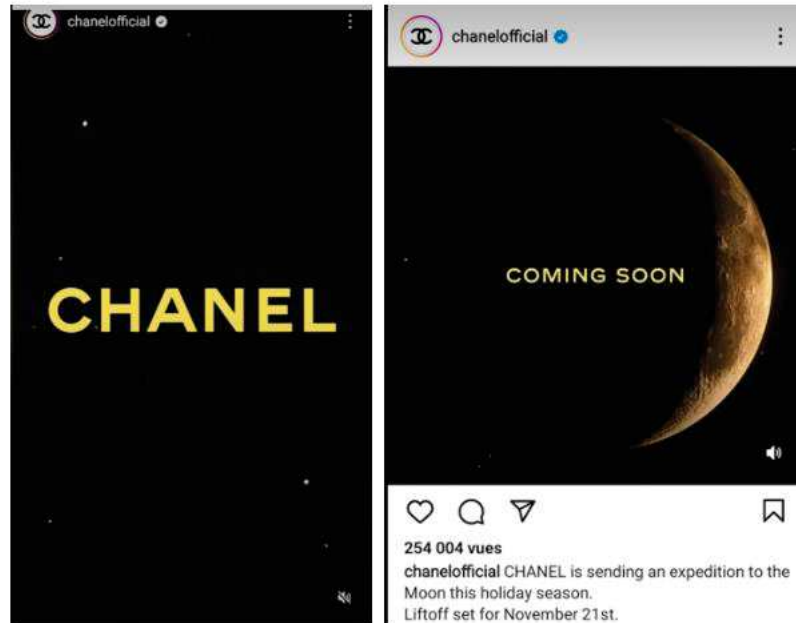 chanelofficial
CHANEL
chanelofficial
COMING SOON
254 004 vues
chanelofficial CHANEL is sending an expedition to the
Moon this holiday season.
Liftoff set for November 21st.